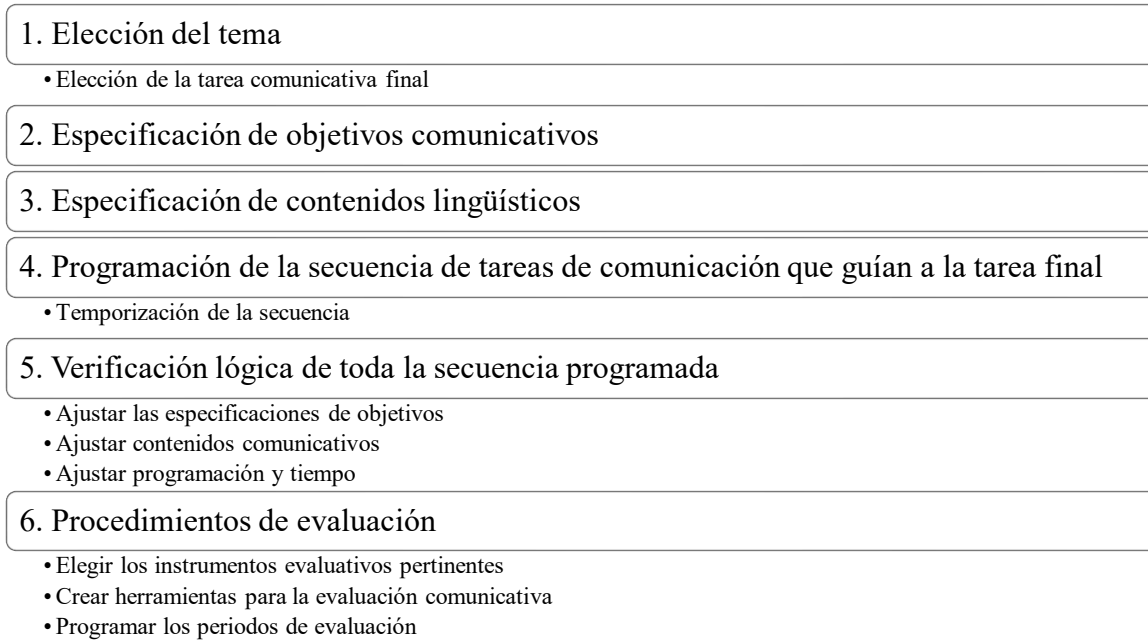 1. Elección del tema
• Elección de la tarea comunicativa final
2. Especificación de objetivos comunicativos
3. Especificación de contenidos lingüísticos
4. Programación de la secuencia de tareas de comunicación que guían a la tarea final
• Temporización de la secuencia
5. Verificación lógica de toda la secuencia programada
• Ajustar las especificaciones de objetivos
• Ajustar contenidos comunicativos
• Ajustar programación y tiempo
6. Procedimientos de evaluación
• Elegir los instrumentos evaluativos pertinentes
• Crear herramientas para la evaluación comunicativa
• Programar los periodos de evaluación